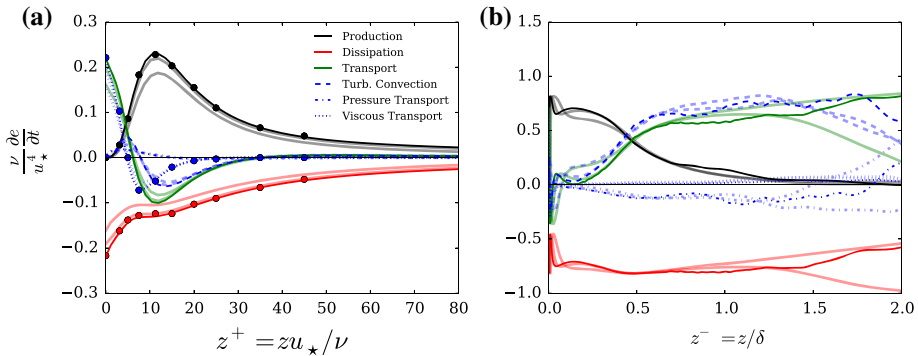 (a)
0.3
0.2
0.1
0.0
−0.1
−0.2
−0.3
ν/u⋆⁴ ∂e/∂t
Production
Dissipation
Transport
Turb. Convection
Pressure Transport
Viscous Transport
0 10 20 30 40 50 60 70 80
z⁺ = zu⋆/ν
(b)
1.0
0.5
0.0
−0.5
−1.0
0.0 0.5 1.0 1.5 2.0
z⁻ = z/δ